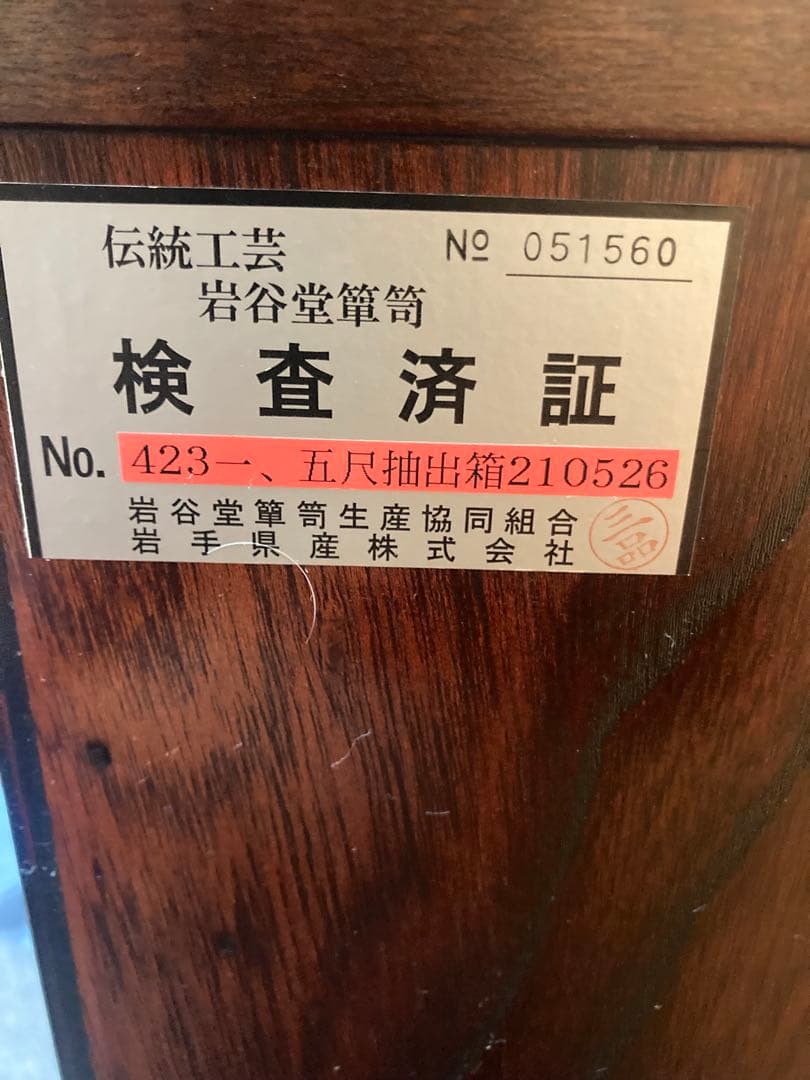 伝統工芸 № 051560
岩谷堂簞笥
検査済証
No. 423一、五尺抽出箱210526
岩谷堂簞笥生産協同組合
岩手県産株式会社